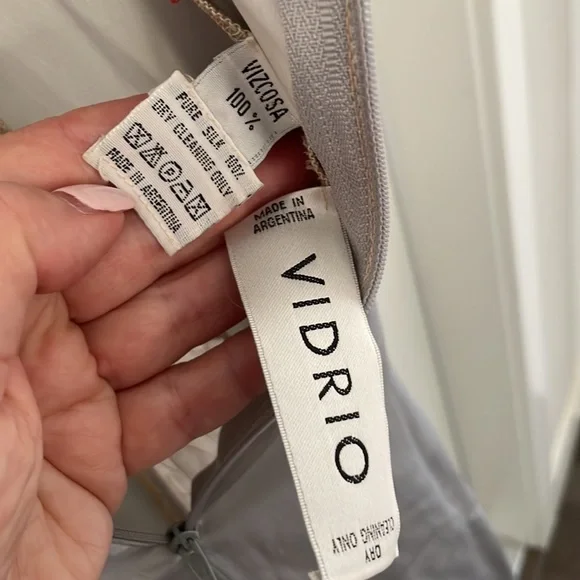 VIZCOSA
100%
PURE SILK 100%
DRY CLEANING ONLY
MADE IN ARGENTINA
MADE IN
ARGENTINA
VIDRIO
DRY
CLEANING ONLY